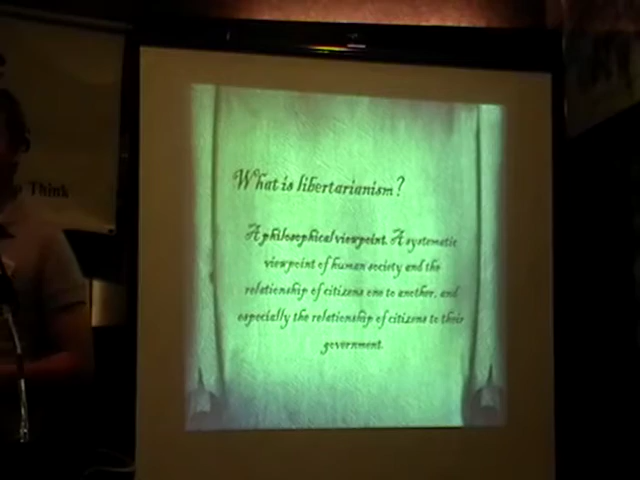 Think
What is libertarianism?
A philosophical viewpoint. A systematic
viewpoint of human society and the
relationship of citizens one to another, and
especially the relationship of citizens to their
government.